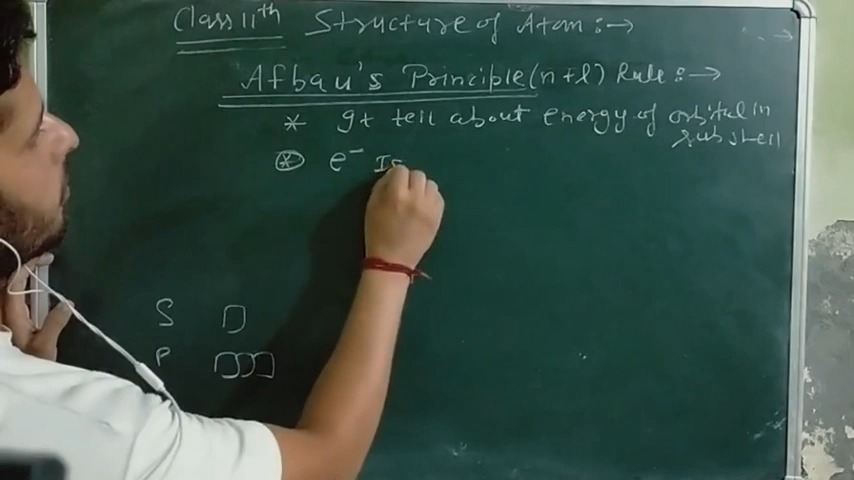 Class 11th Structure of Atom :→
Afbau's Principle (n+l) Rule :→
* It tell about energy of orbital in
subshell
* e⁻ Is
S
P